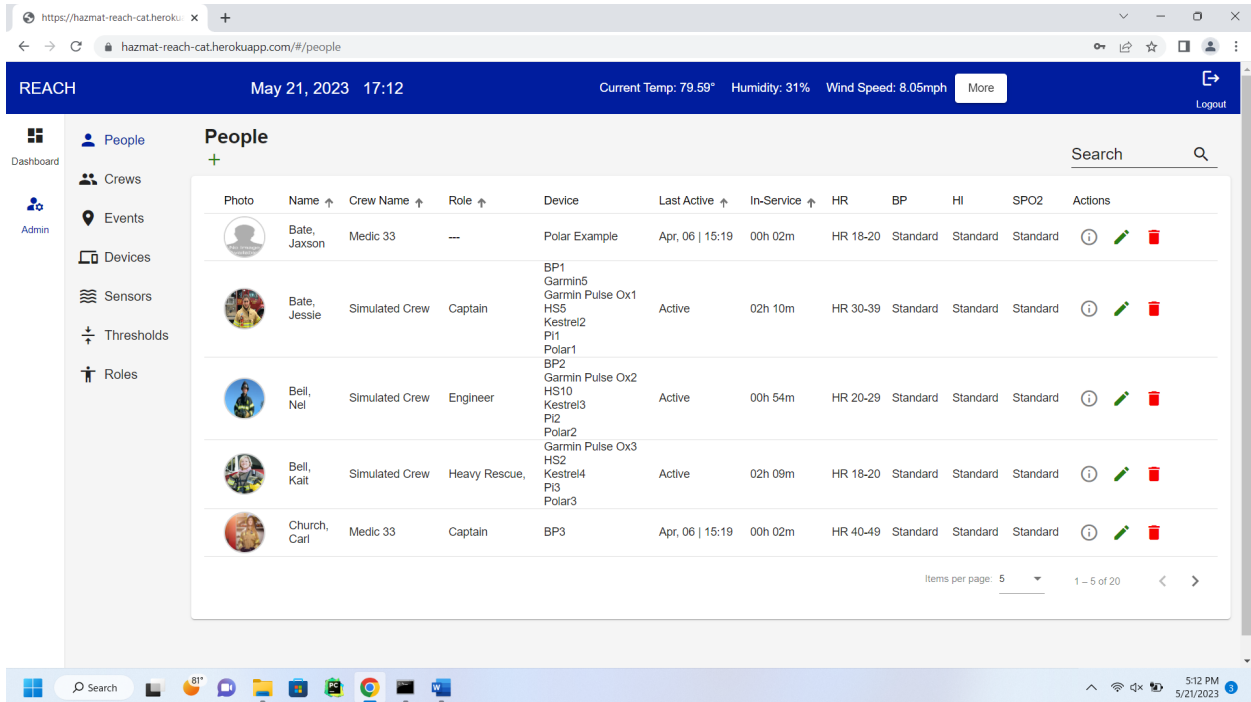 https://hazmat-reach-cat.heroku
hazmat-reach-cat.herokuapp.com/#/people
REACH May 21, 2023 17:12 Current Temp: 79.59° Humidity: 31% Wind Speed: 8.05mph More Logout
Dashboard
Admin
People
Crews
Events
Devices
Sensors
Thresholds
Roles
People
Search
Photo Name Crew Name Role Device Last Active In-Service HR BP HI SPO2 Actions
Bate, Jaxson Medic 33 --- Polar Example Apr, 06 | 15:19 00h 02m HR 18-20 Standard Standard Standard
BP1
Garmin5
Garmin Pulse Ox1
HS5
Kestrel2
Pi1
Polar1
Bate, Jessie Simulated Crew Captain Active 02h 10m HR 30-39 Standard Standard Standard
BP2
Garmin Pulse Ox2
HS10
Kestrel3
Pi2
Polar2
Beil, Nel Simulated Crew Engineer Active 00h 54m HR 20-29 Standard Standard Standard
Garmin Pulse Ox3
HS2
Kestrel4
Pi3
Polar3
Bell, Kait Simulated Crew Heavy Rescue, Active 02h 09m HR 18-20 Standard Standard Standard
Church, Carl Medic 33 Captain BP3 Apr, 06 | 15:19 00h 02m HR 40-49 Standard Standard Standard
Items per page: 5 1 – 5 of 20
Search
81°
PC
W
5:12 PM
5/21/2023
3